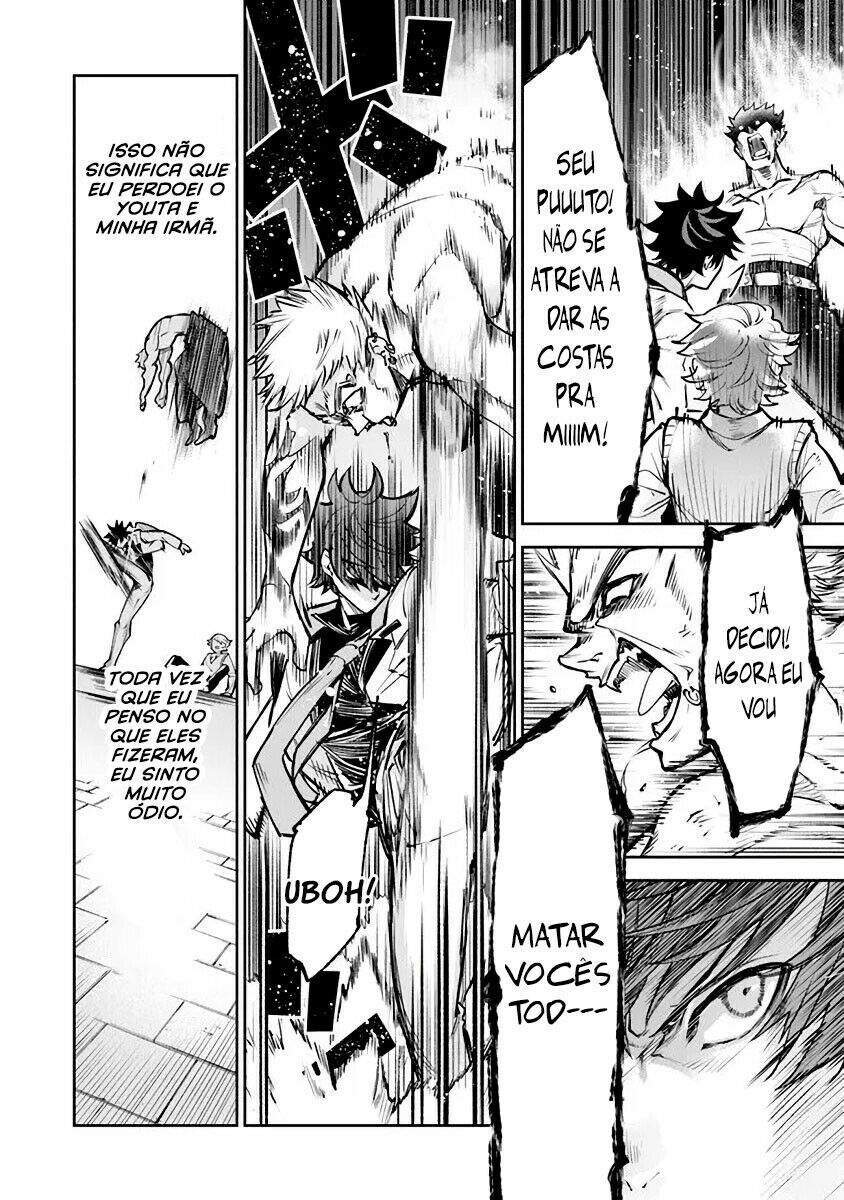 SEU
PUUUTO!
NÃO SE
ATREVA A
DAR AS
COSTAS
PRA
MIIIIM!
JÁ
DECIDI!
AGORA EU
VOU
MATAR
VOCÊS
TOD---
UBOH!
ISSO NÃO
SIGNIFICA QUE
EU PERDOEI O
YOUTA E
MINHA IRMÃ.
TODA VEZ
QUE EU
PENSO NO
QUE ELES
FIZERAM,
EU SINTO
MUITO
ÓDIO.